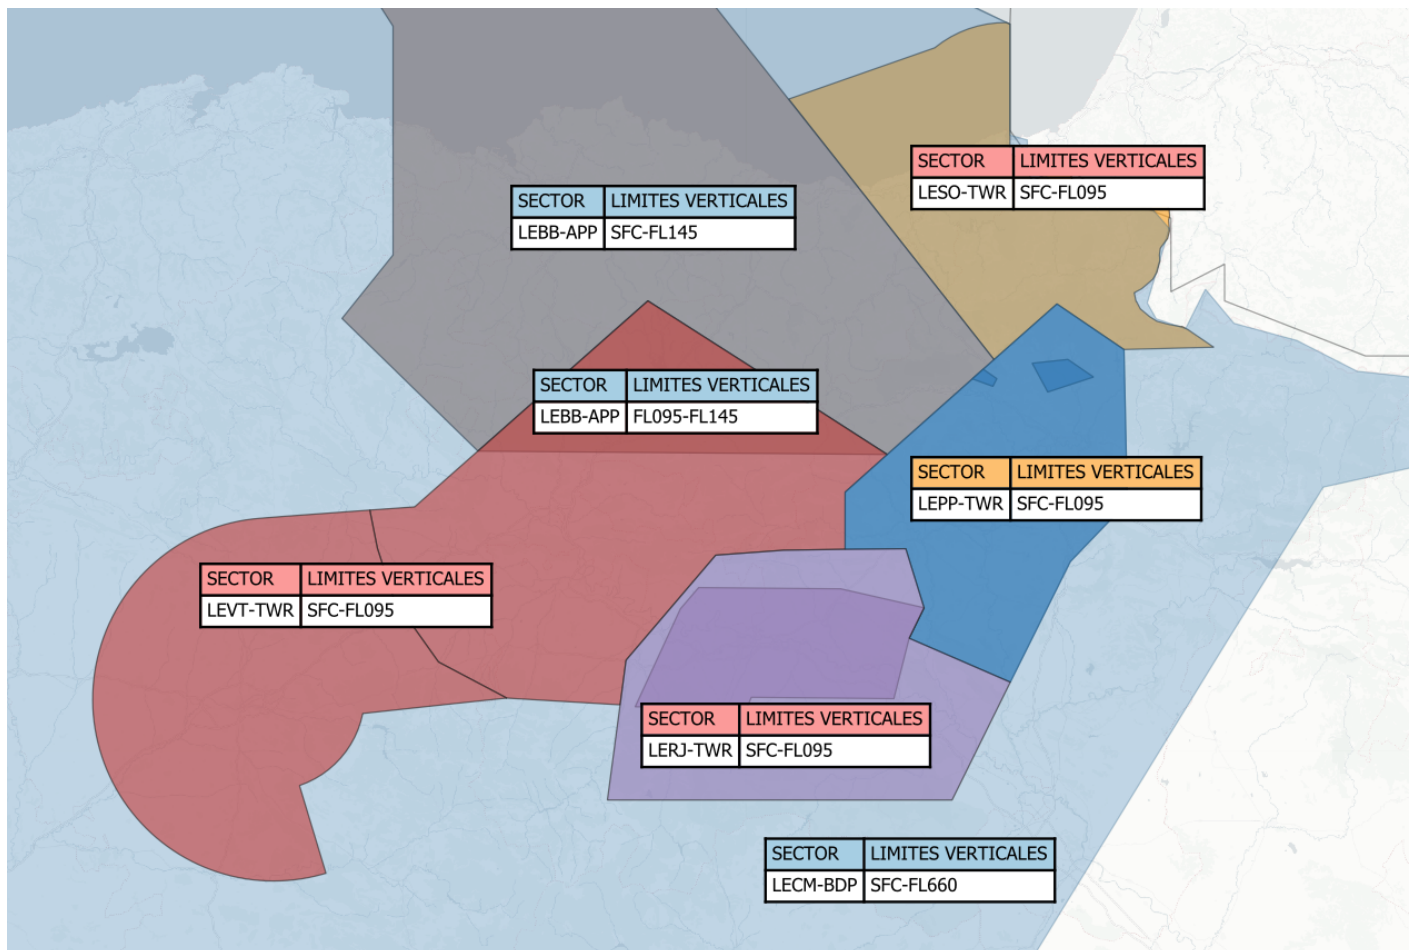 SECTOR LIMITES VERTICALES
LESO-TWR SFC-FL095
SECTOR LIMITES VERTICALES
LEBB-APP SFC-FL145
SECTOR LIMITES VERTICALES
LEBB-APP FL095-FL145
SECTOR LIMITES VERTICALES
LEPP-TWR SFC-FL095
SECTOR LIMITES VERTICALES
LEVT-TWR SFC-FL095
SECTOR LIMITES VERTICALES
LERJ-TWR SFC-FL095
SECTOR LIMITES VERTICALES
LECM-BDP SFC-FL660